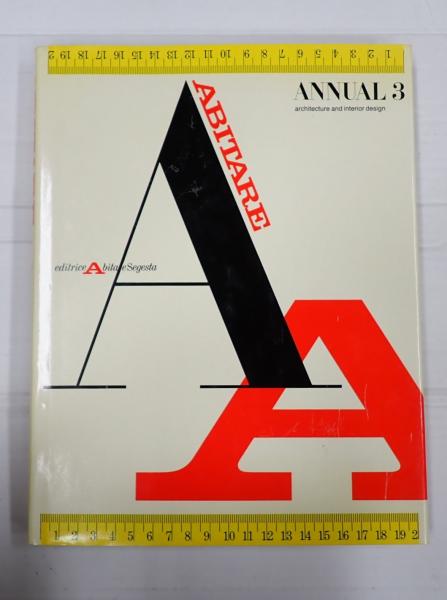 1 2 3 4 5 6 7 8 9 10 11 12 13 14 15 16 17 18 19 2
ANNUAL 3
architecture and interior design
ABITARE
A
editrice Abitare Segesta
A
1 2 3 4 5 6 7 8 9 10 11 12 13 14 15 16 17 18 19 2